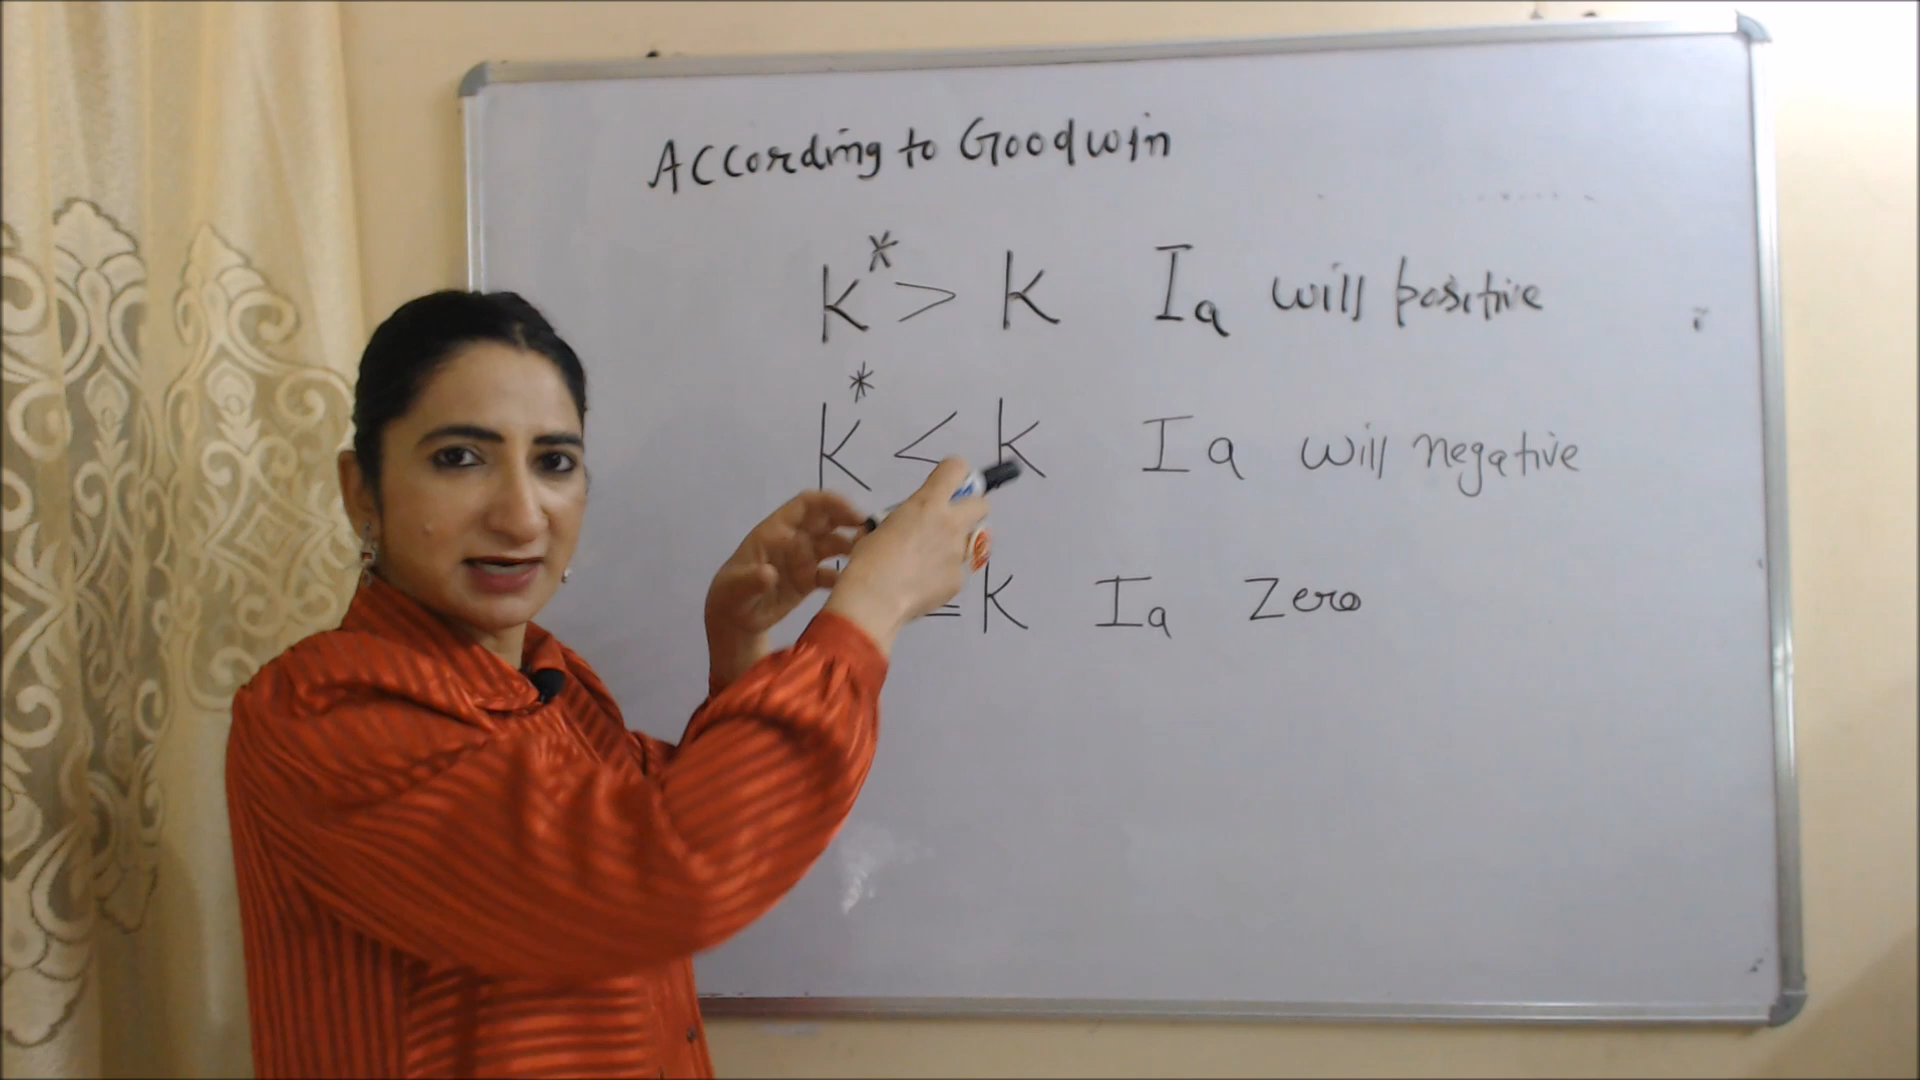 According to Goodwin
K* > K Ia will positive
K* < K Ia will negative
= K Ia Zero